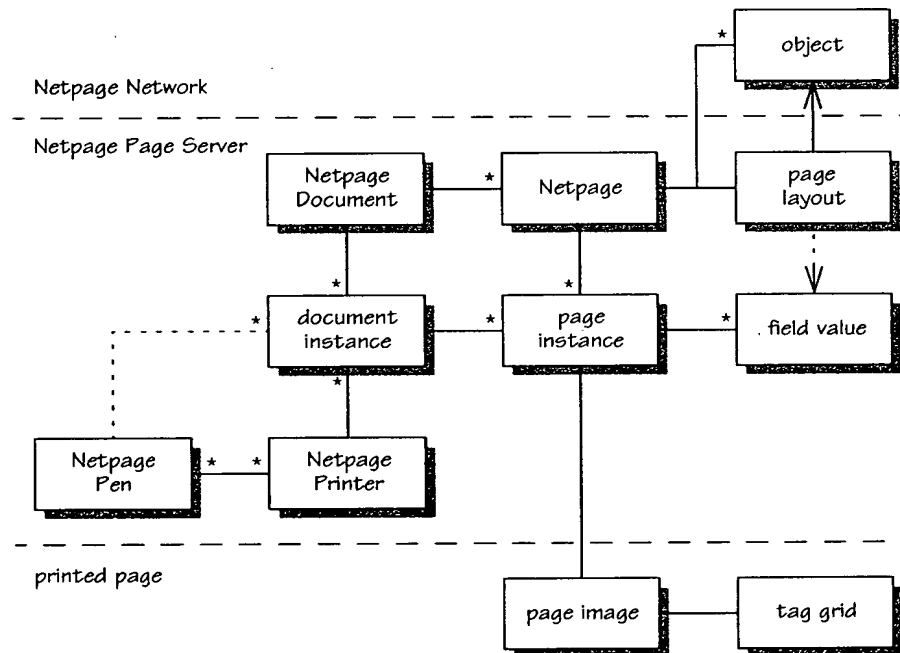 *
object
Netpage Network
Netpage Page Server
Netpage
Document
*
Netpage
page
layout
*
*
*
document
instance
*
page
instance
*
field value
*
Netpage
Pen
*
*
Netpage
Printer
printed page
page image
tag grid